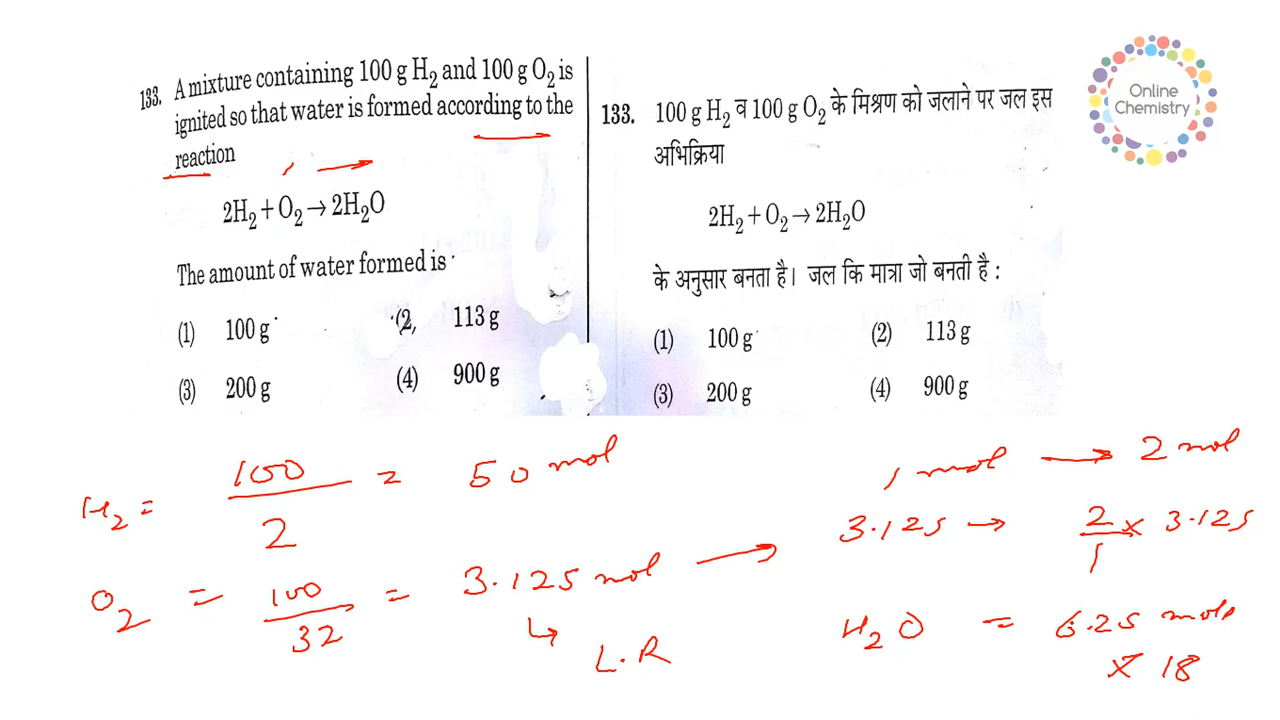 133. A mixture containing 100 g H₂ and 100 g O₂ is
ignited so that water is formed according to the
reaction
2H₂ + O₂ → 2H₂O
The amount of water formed is
(1) 100 g
(2) 113 g
(3) 200 g
(4) 900 g
133. 100 g H₂ व 100 g O₂ के मिश्रण को जलाने पर जल इस
अभिक्रिया
2H₂ + O₂ → 2H₂O
के अनुसार बनता है। जल कि मात्रा जो बनती है :
(1) 100 g
(2) 113 g
(3) 200 g
(4) 900 g
Online
Chemistry
H₂ = 100/2 = 50 mol
O₂ = 100/32 = 3.125 mol →
↳ L.R
1 mol → 2 mol
3.125 → 2/1 × 3.125
H₂O = 6.25 mole
× 18